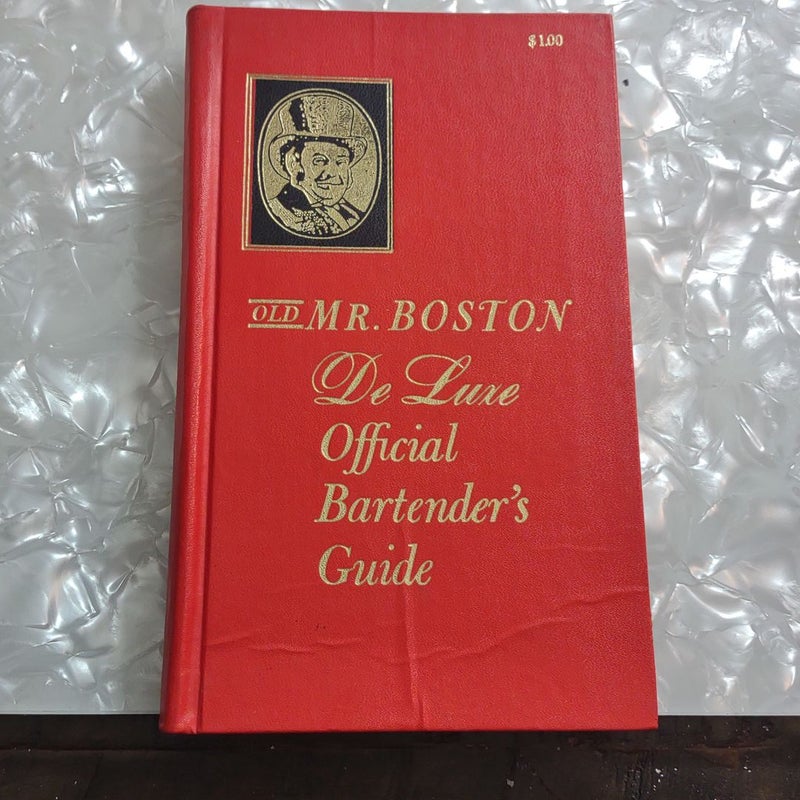 $1.00
OLD MR. BOSTON
De Luxe
Official
Bartender's
Guide